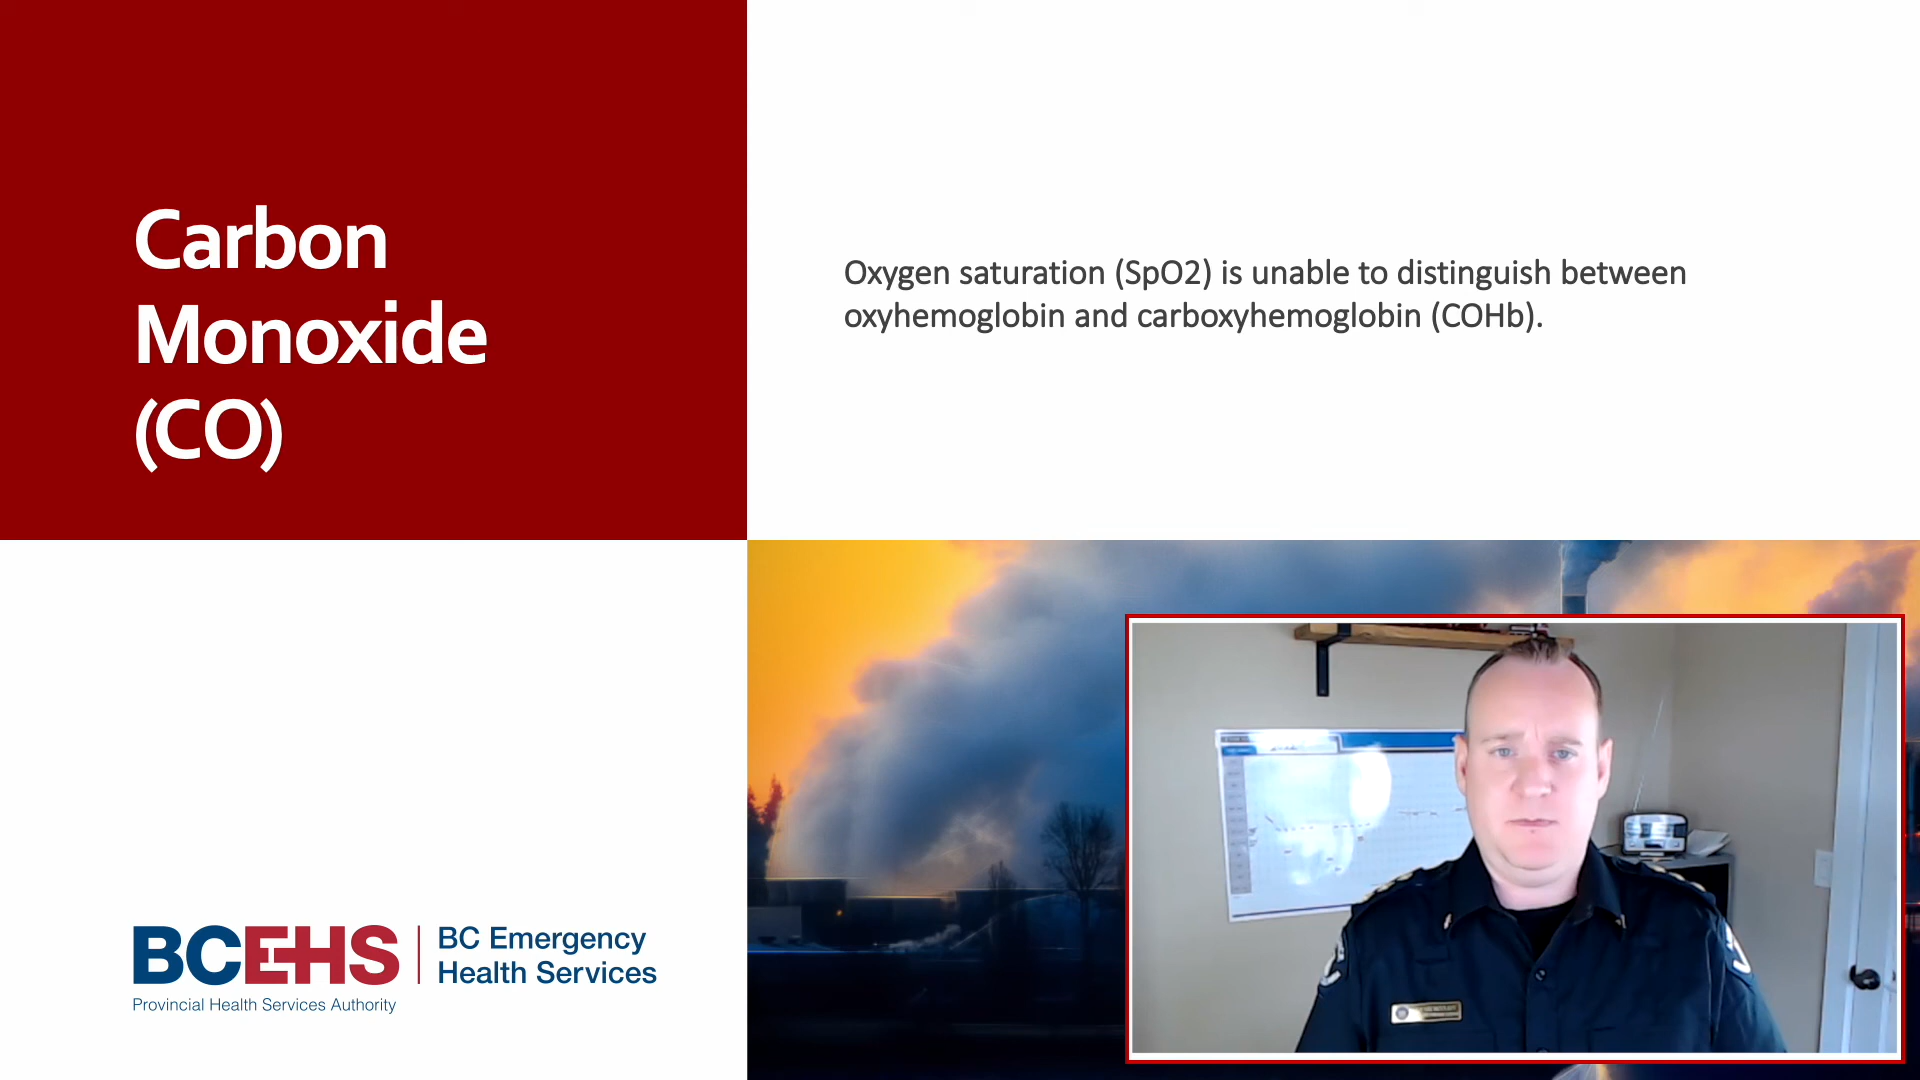 Carbon
Monoxide
(CO)
Oxygen saturation (SpO2) is unable to distinguish between
oxyhemoglobin and carboxyhemoglobin (COHb).
BCEHS
BC Emergency
Health Services
Provincial Health Services Authority